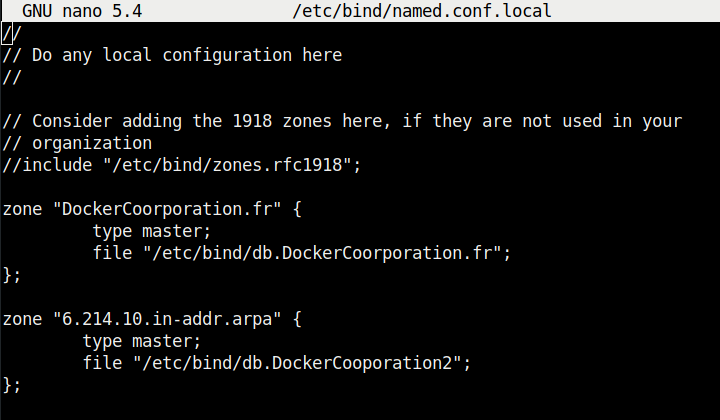 GNU nano 5.4 /etc/bind/named.conf.local
//
// Do any local configuration here
//
// Consider adding the 1918 zones here, if they are not used in your
// organization
//include "/etc/bind/zones.rfc1918";
zone "DockerCoorporation.fr" {
type master;
file "/etc/bind/db.DockerCoorporation.fr";
};
zone "6.214.10.in-addr.arpa" {
type master;
file "/etc/bind/db.DockerCooporation2";
};